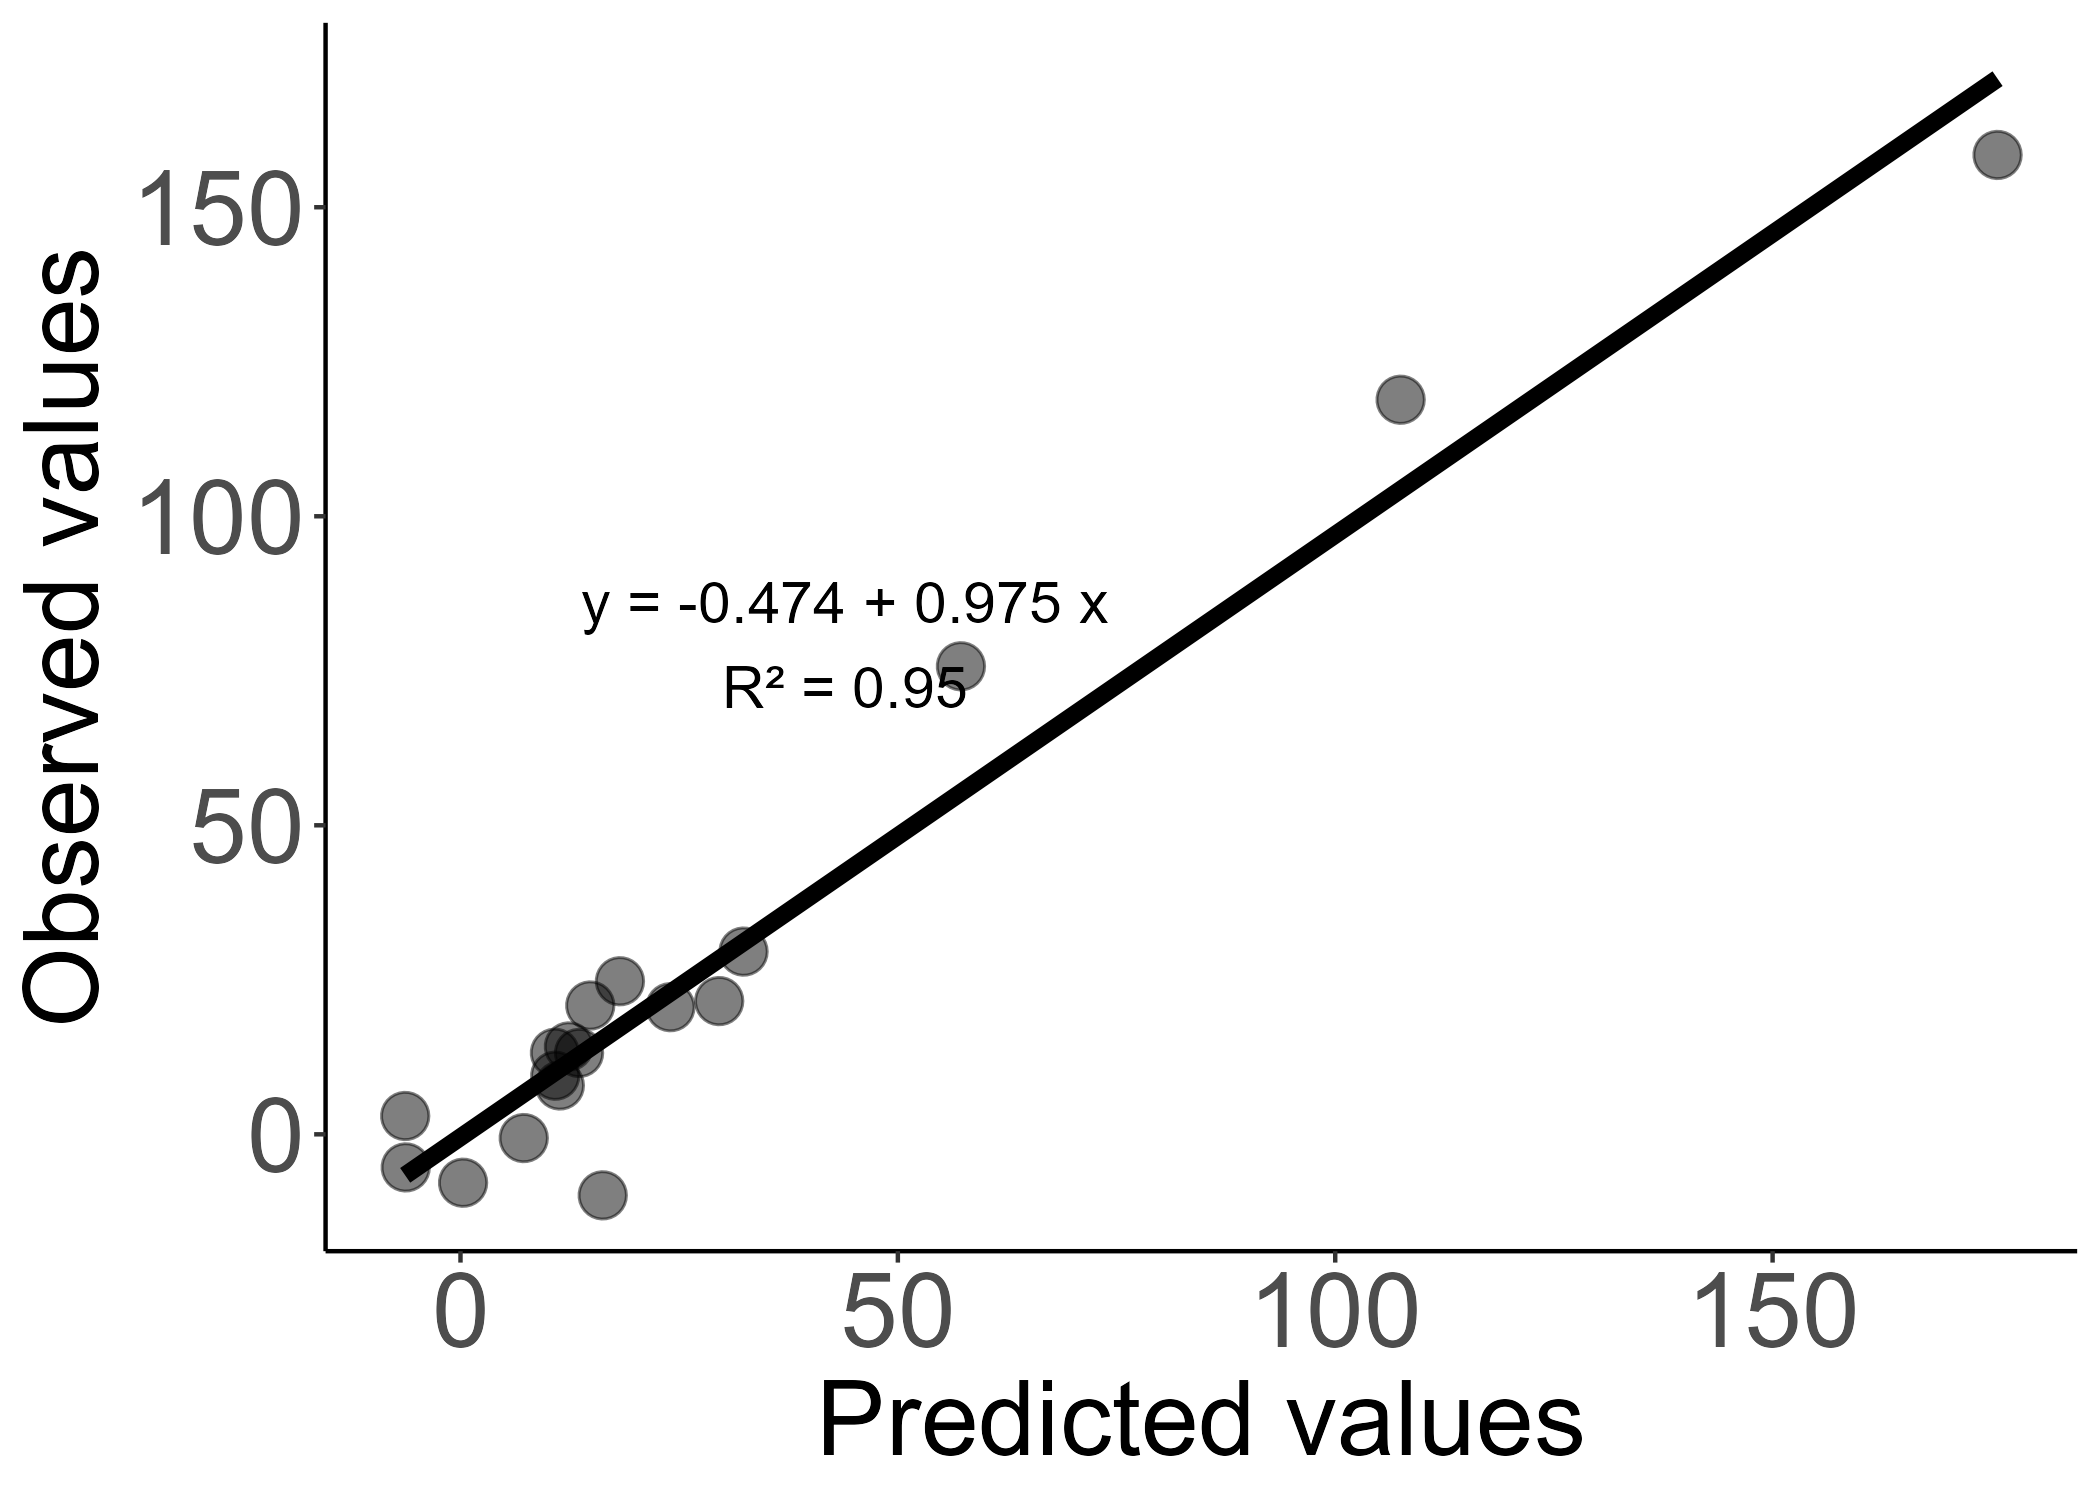 Observed values
150
100
50
0
y = -0.474 + 0.975 x
R² = 0.95
0 50 100 150
Predicted values